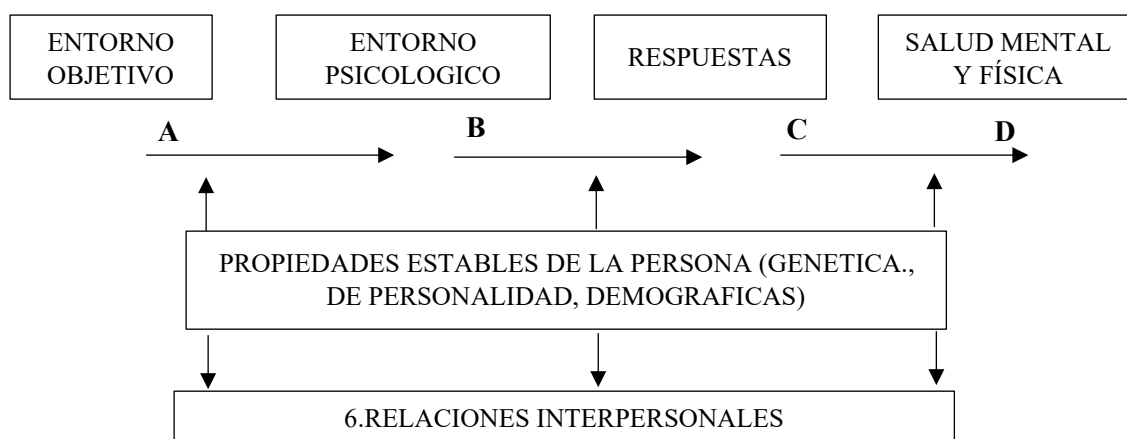 ENTORNO
OBJETIVO
ENTORNO
PSICOLOGICO
RESPUESTAS
SALUD MENTAL
Y FÍSICA
A
B
C
D
PROPIEDADES ESTABLES DE LA PERSONA (GENETICA.,
DE PERSONALIDAD, DEMOGRAFICAS)
6.RELACIONES INTERPERSONALES